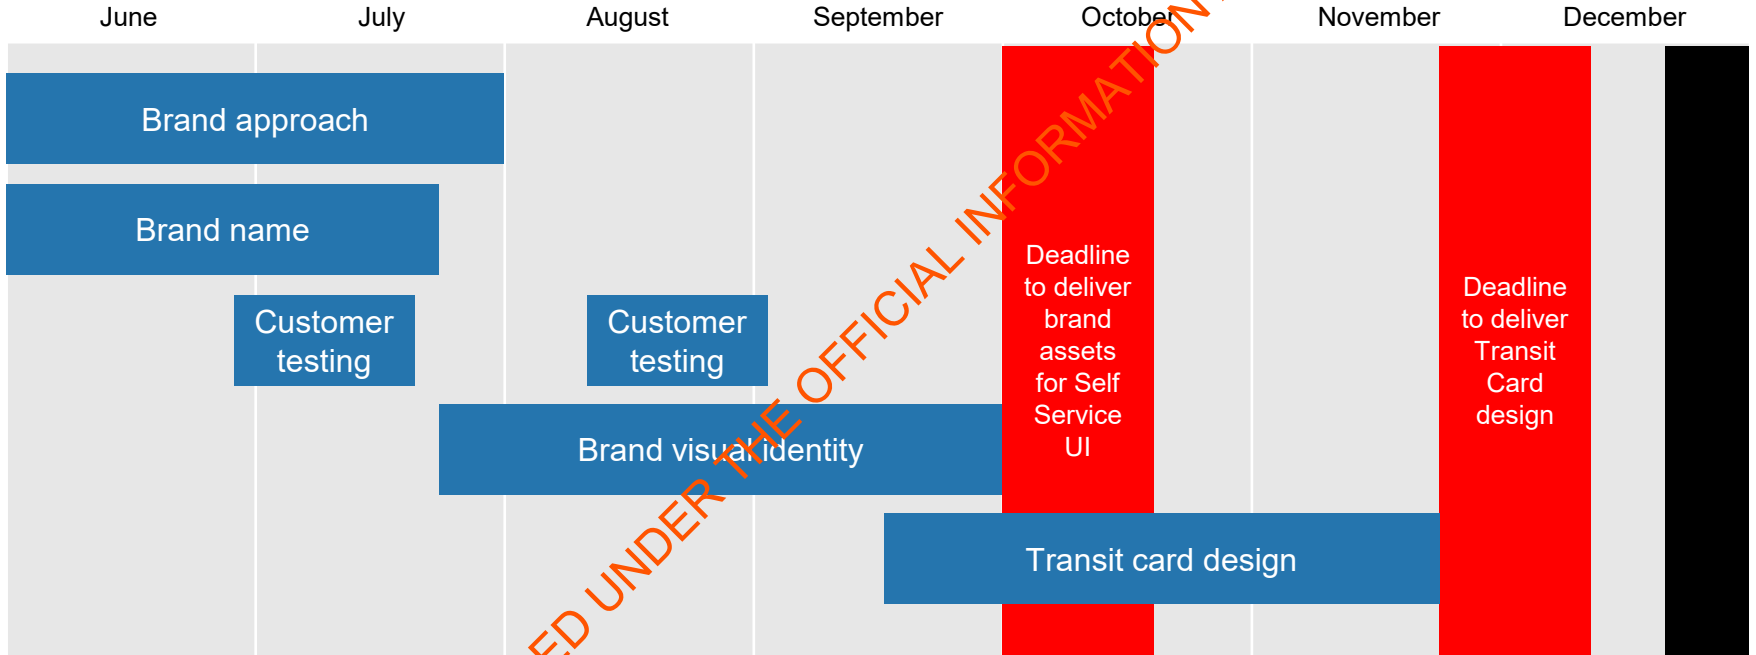 June July August September October November December
Brand approach
Brand name
Customer
testing
Customer
testing
Brand visual identity
Transit card design
Deadline
to deliver
brand
assets
for Self
Service
UI
Deadline
to deliver
Transit
Card
design
ED UNDER THE OFFICIAL INFORMATION